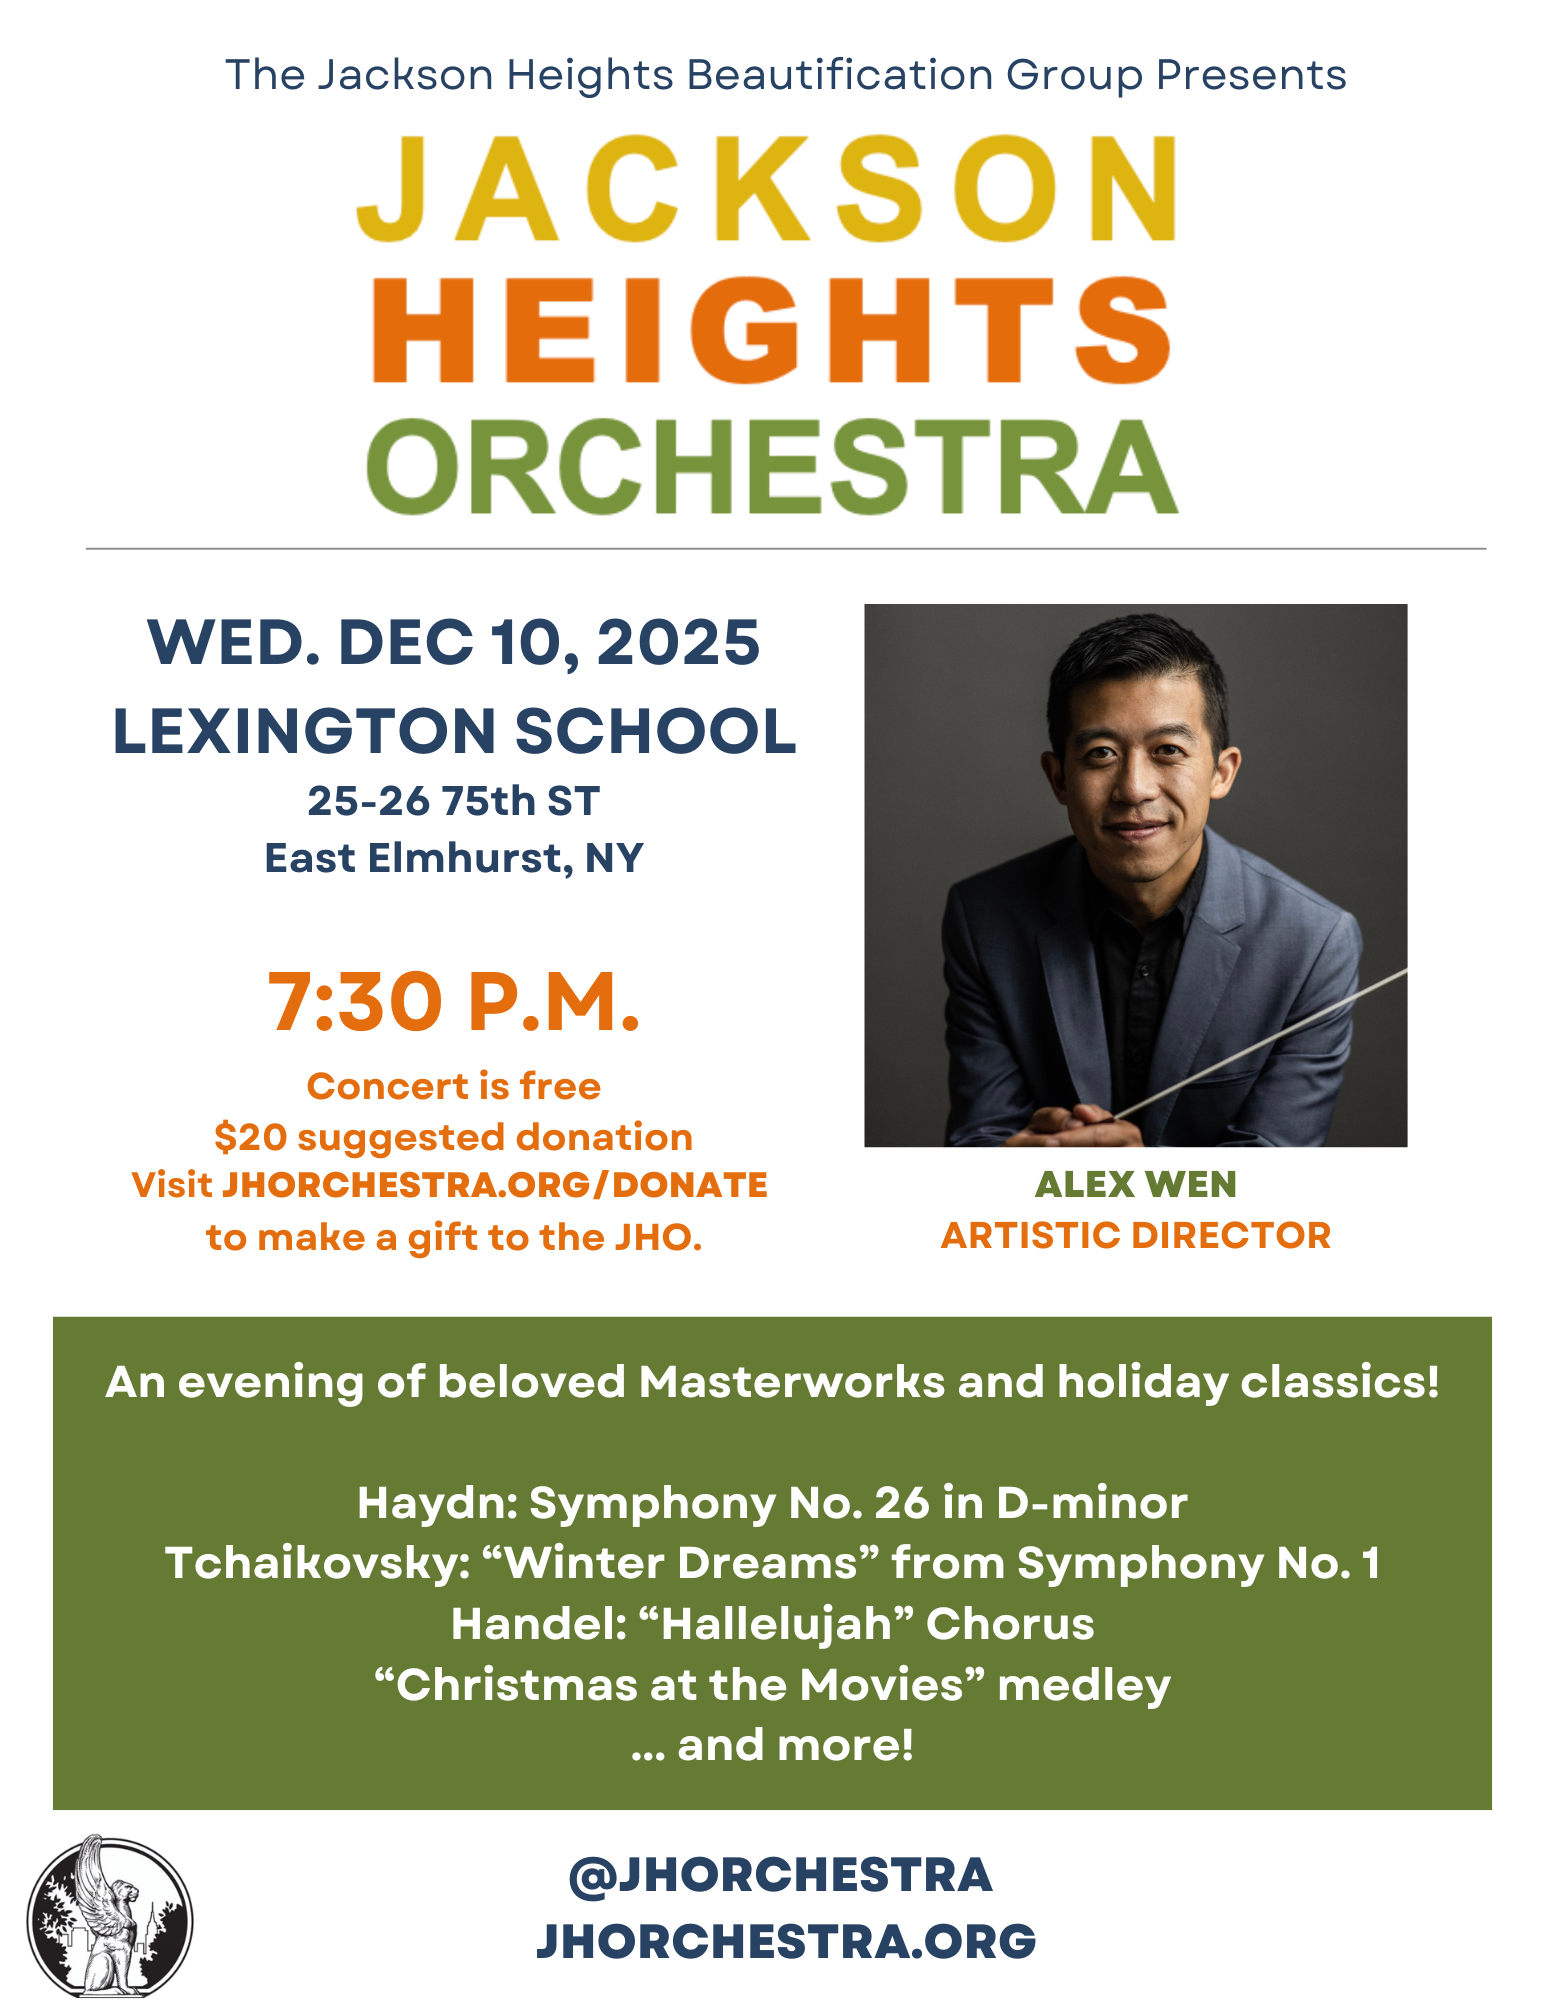 The Jackson Heights Beautification Group Presents
JACKSON
HEIGHTS
ORCHESTRA
WED. DEC 10, 2025
LEXINGTON SCHOOL
25-26 75th ST
East Elmhurst, NY
7:30 P.M.
Concert is free
$20 suggested donation
Visit JHORCHESTRA.ORG/DONATE
to make a gift to the JHO.
ALEX WEN
ARTISTIC DIRECTOR
An evening of beloved Masterworks and holiday classics!
Haydn: Symphony No. 26 in D-minor
Tchaikovsky: “Winter Dreams” from Symphony No. 1
Handel: “Hallelujah” Chorus
“Christmas at the Movies” medley
... and more!
@JHORCHESTRA
JHORCHESTRA.ORG